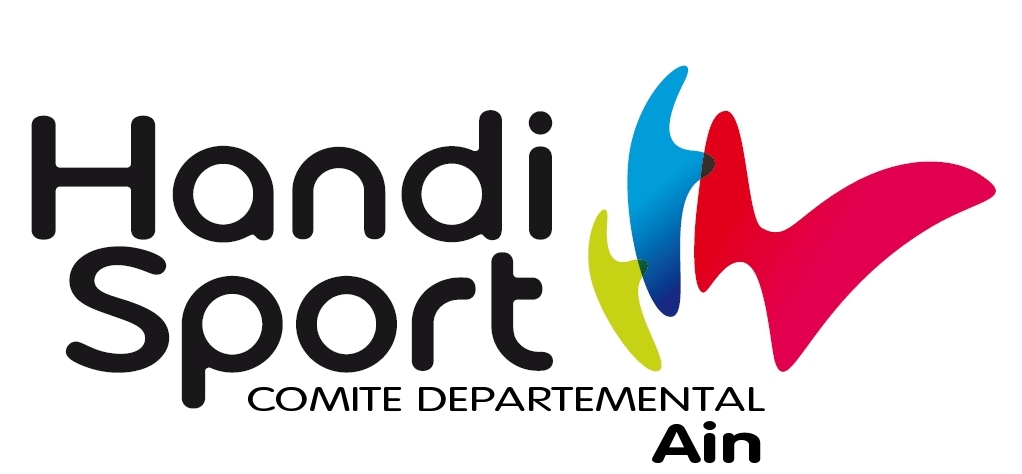 Handi
Sport
COMITE DEPARTEMENTAL
Ain